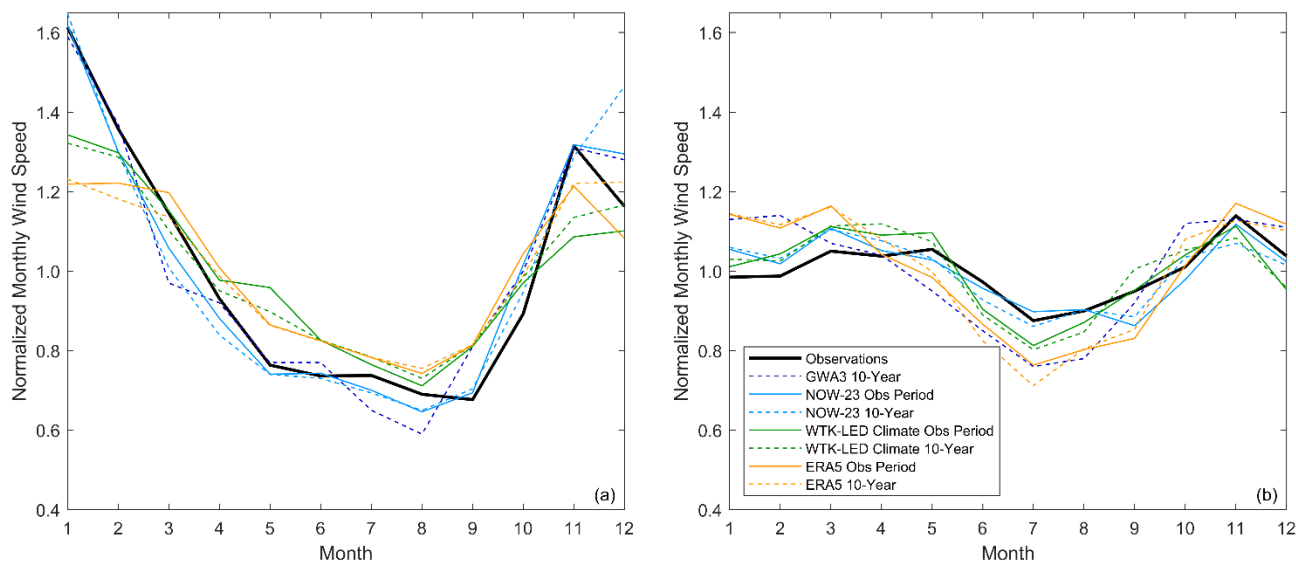 Normalized Monthly Wind Speed
1.6
1.4
1.2
1.0
0.8
0.6
0.4
1 2 3 4 5 6 7 8 9 10 11 12
Month
(a)
Normalized Monthly Wind Speed
1.6
1.4
1.2
1.0
0.8
0.6
0.4
Observations
GWA3 10-Year
NOW-23 Obs Period
NOW-23 10-Year
WTK-LED Climate Obs Period
WTK-LED Climate 10-Year
ERA5 Obs Period
ERA5 10-Year
1 2 3 4 5 6 7 8 9 10 11 12
Month
(b)